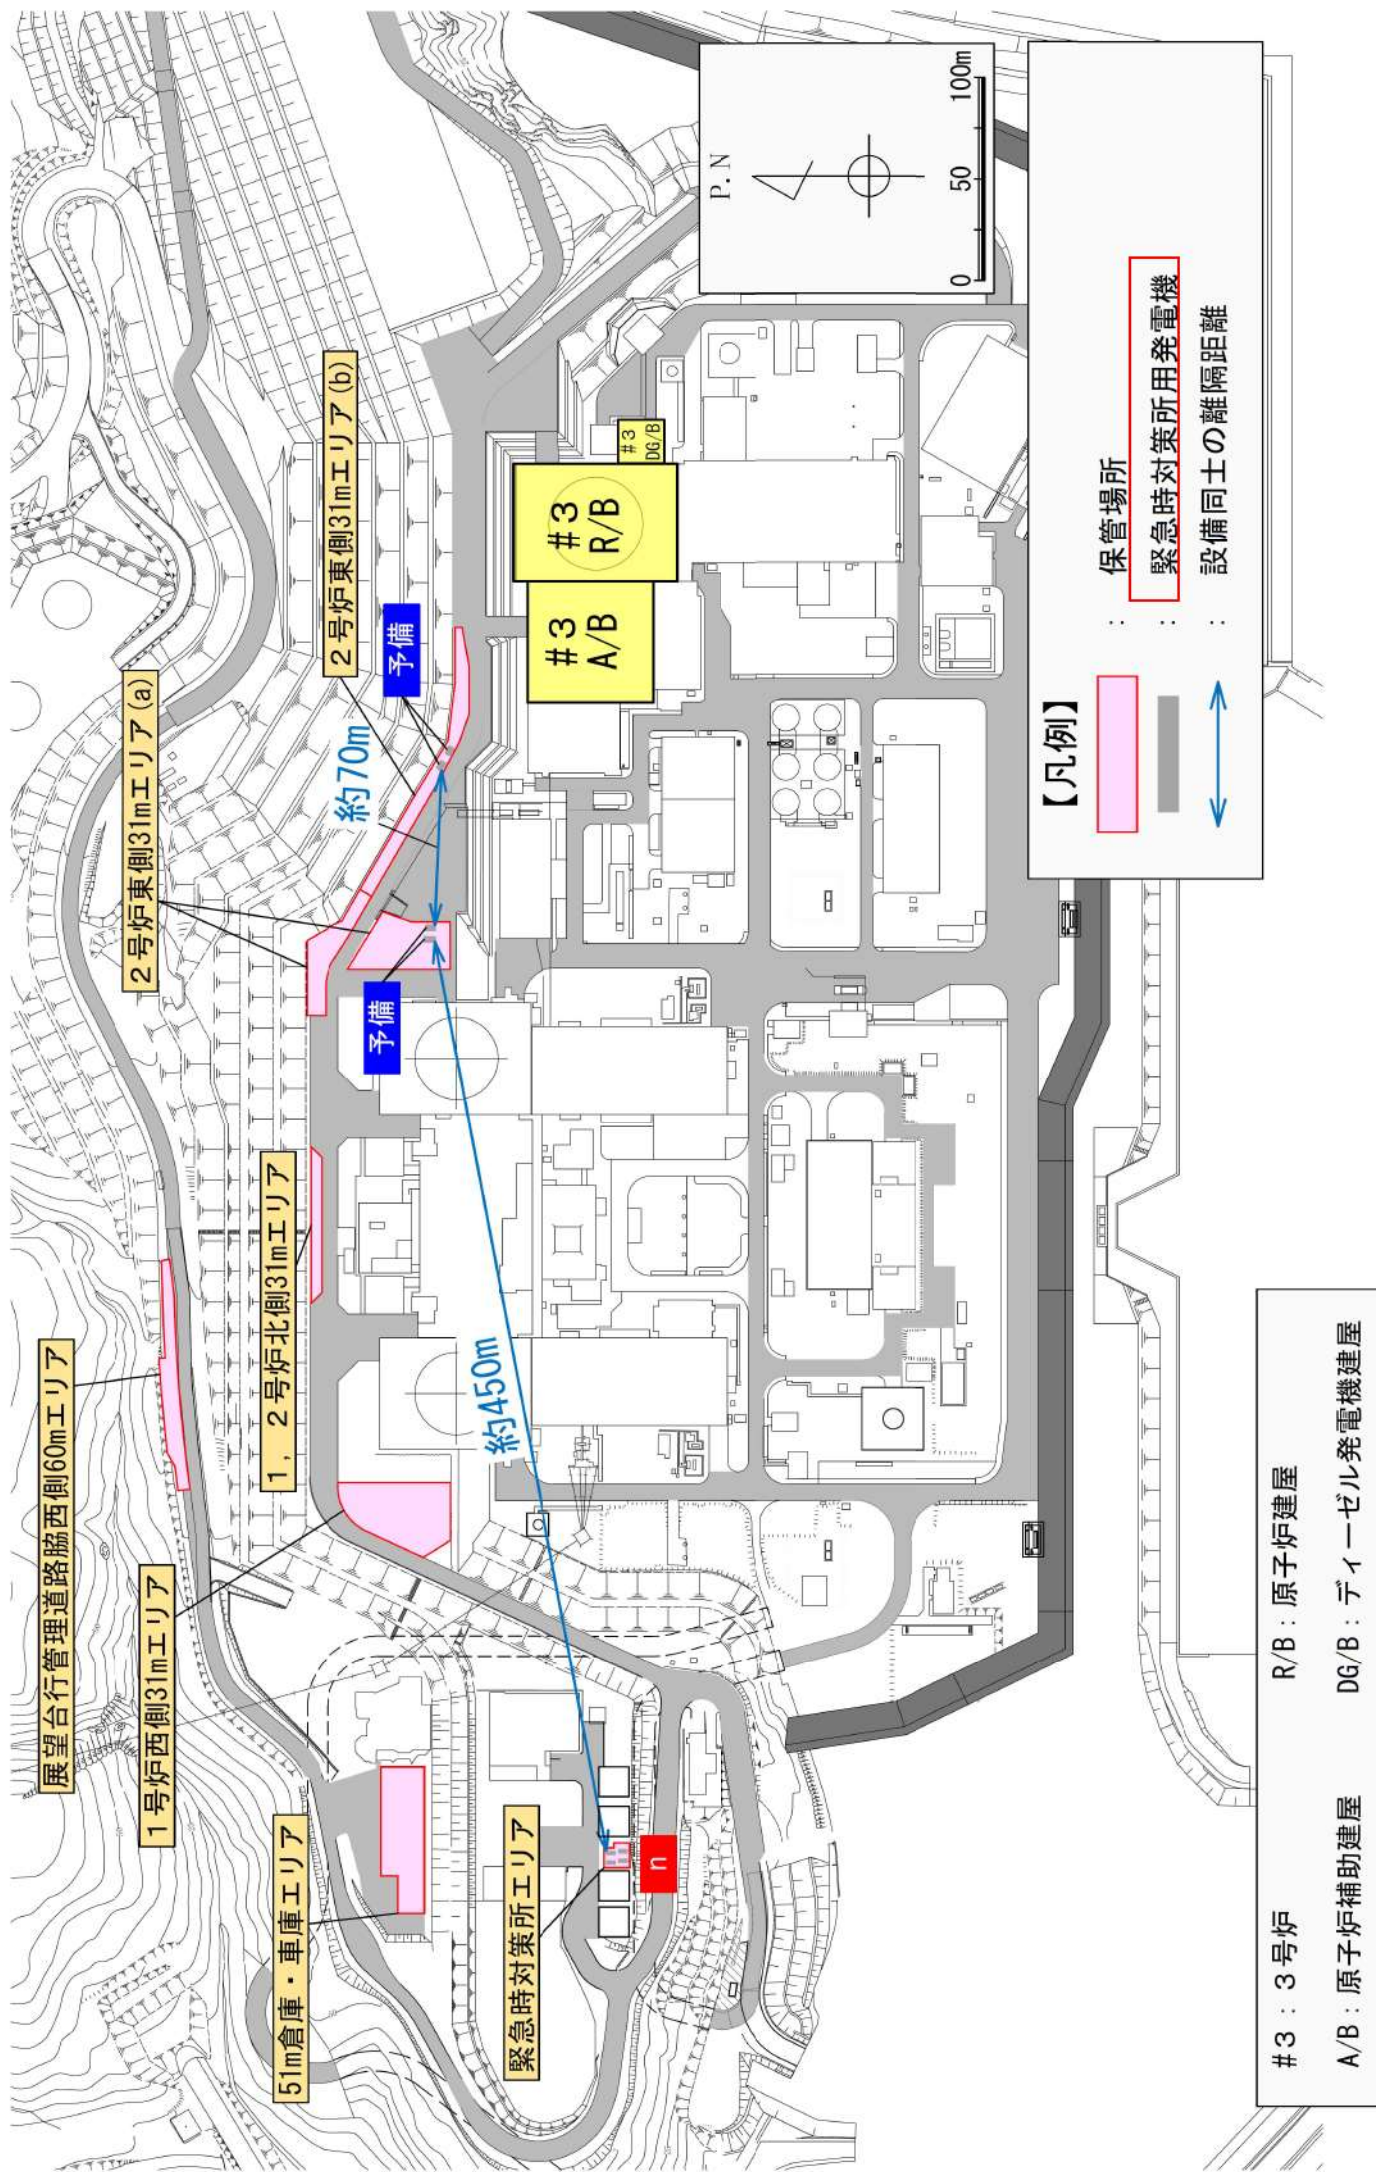 展望台行管理道路脇西側60mエリア
1号炉西側31mエリア
51m倉庫・車庫エリア
1，2号炉北側31mエリア
2号炉東側31mエリア(a)
2号炉東側31mエリア(b)
緊急時対策所エリア
n
予備
予備
約70m
約450m
#3
A/B
#3
R/B
#3
DG/B
P.N
0
50
100m
【凡例】
： 保管場所
： 緊急時対策所用発電機
： 設備同士の離隔距離
#3：3号炉
R/B：原子炉建屋
A/B：原子炉補助建屋
DG/B：ディーゼル発電機建屋